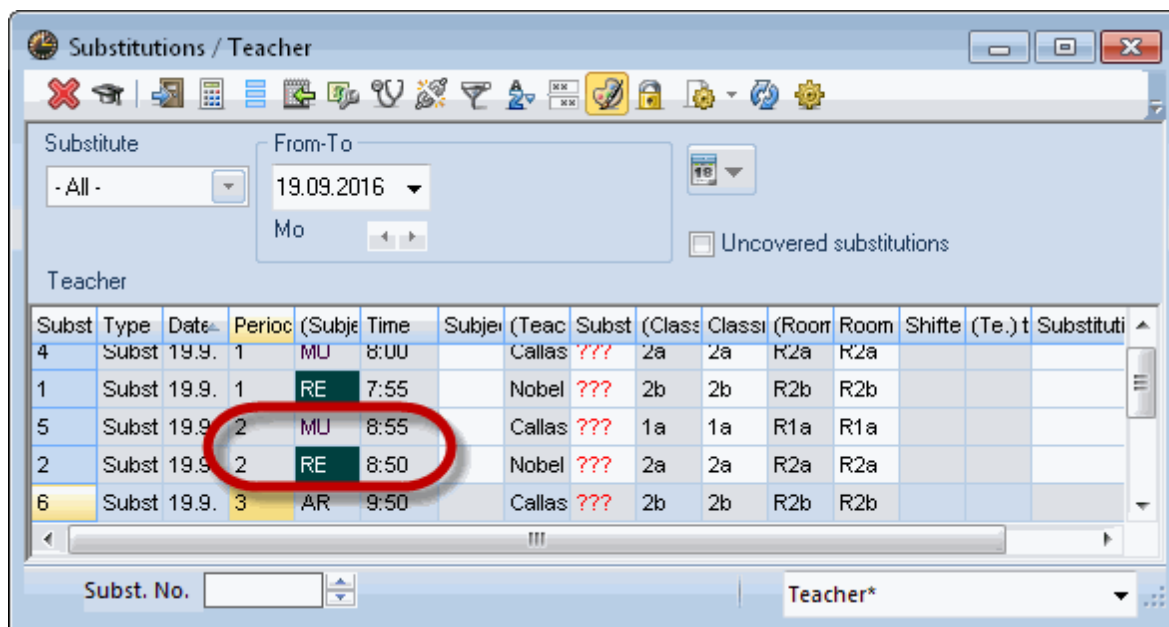 Substitutions / Teacher
Substitute
From-To
- All -
19.09.2016
18
Mo
Uncovered substitutions
Teacher
Subst Type Date Perioc (Subje Time Subje (Teac Subst (Class Classi (Room Room Shifte (Te.) t Substituti
4 Subst 19.9. 1 MU 8:00 Callas ??? 2a 2a R2a R2a
1 Subst 19.9. 1 RE 7:55 Nobel ??? 2b 2b R2b R2b
5 Subst 19.9 2 MU 8:55 Callas ??? 1a 1a R1a R1a
2 Subst 19.9 2 RE 8:50 Nobel ??? 2a 2a R2a R2a
6 Subst 19.9. 3 AR 9:50 Callas ??? 2b 2b R2b R2b
Subst. No.
Teacher*